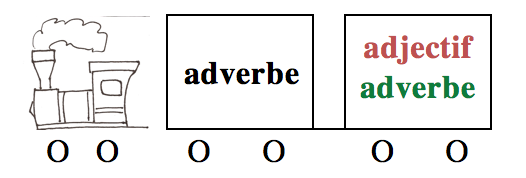 adverbe
adjectif
adverbe
O O O O O O